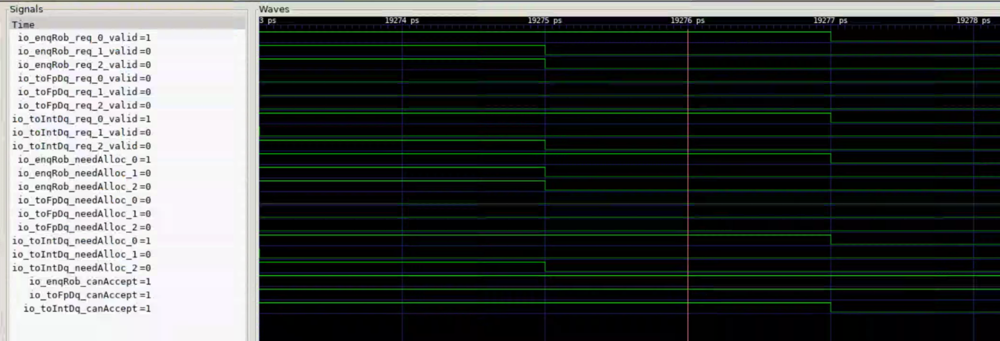 Signals
Waves
Time
3 ps 19274 ps 19275 ps 19276 ps 19277 ps 19278 ps
io_enqRob_req_0_valid=1
io_enqRob_req_1_valid=0
io_enqRob_req_2_valid=0
io_toFpDq_req_0_valid=0
io_toFpDq_req_1_valid=0
io_toFpDq_req_2_valid=0
io_toIntDq_req_0_valid=1
io_toIntDq_req_1_valid=0
io_toIntDq_req_2_valid=0
io_enqRob_needAlloc_0=1
io_enqRob_needAlloc_1=0
io_enqRob_needAlloc_2=0
io_toFpDq_needAlloc_0=0
io_toFpDq_needAlloc_1=0
io_toFpDq_needAlloc_2=0
io_toIntDq_needAlloc_0=1
io_toIntDq_needAlloc_1=0
io_toIntDq_needAlloc_2=0
io_enqRob_canAccept=1
io_toFpDq_canAccept=1
io_toIntDq_canAccept=1